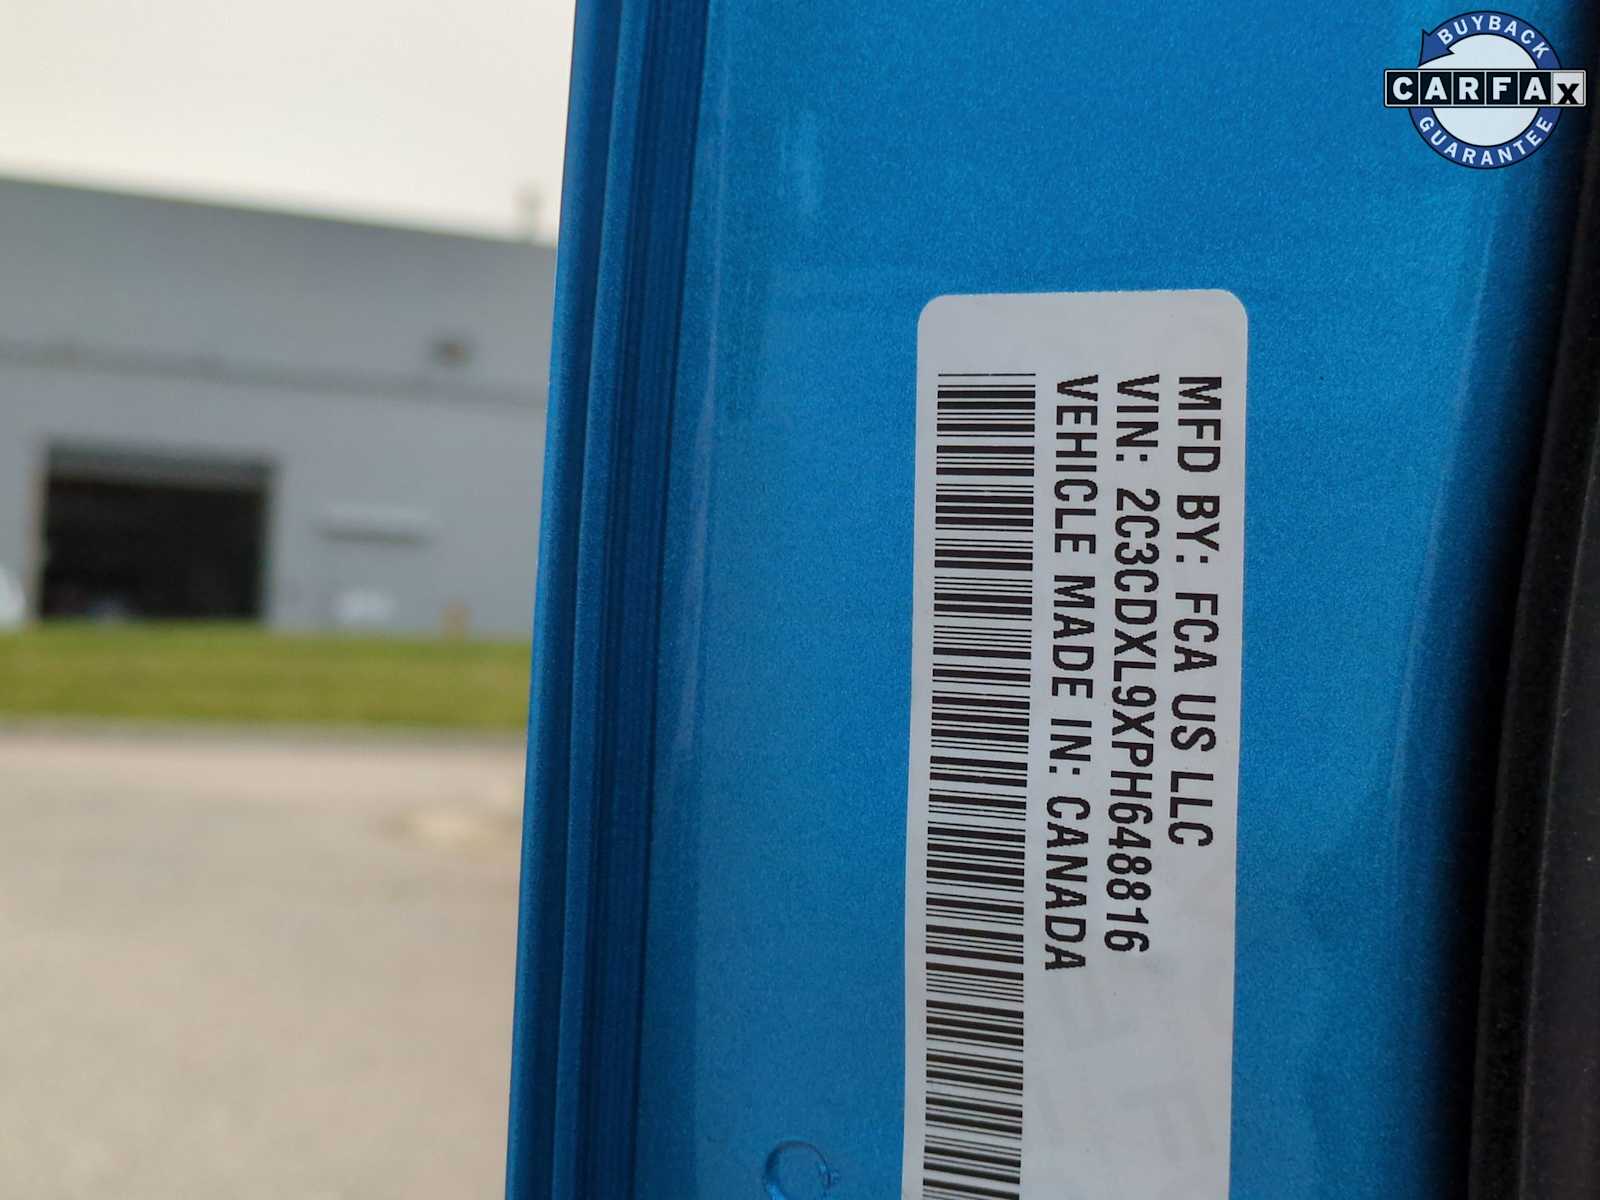 BUYBACK
CARFAX
GUARANTEE
MFD BY: FCA US LLC
VIN: 2C3CDXL9XPH648816
VEHICLE MADE IN: CANADA